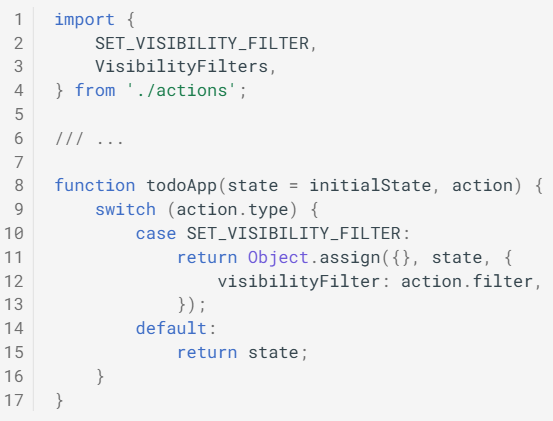 1 import {
2     SET_VISIBILITY_FILTER,
3     VisibilityFilters,
4 } from './actions';
5
6 /// ...
7
8 function todoApp(state = initialState, action) {
9     switch (action.type) {
10         case SET_VISIBILITY_FILTER:
11             return Object.assign({}, state, {
12                 visibilityFilter: action.filter,
13             });
14         default:
15             return state;
16     }
17 }